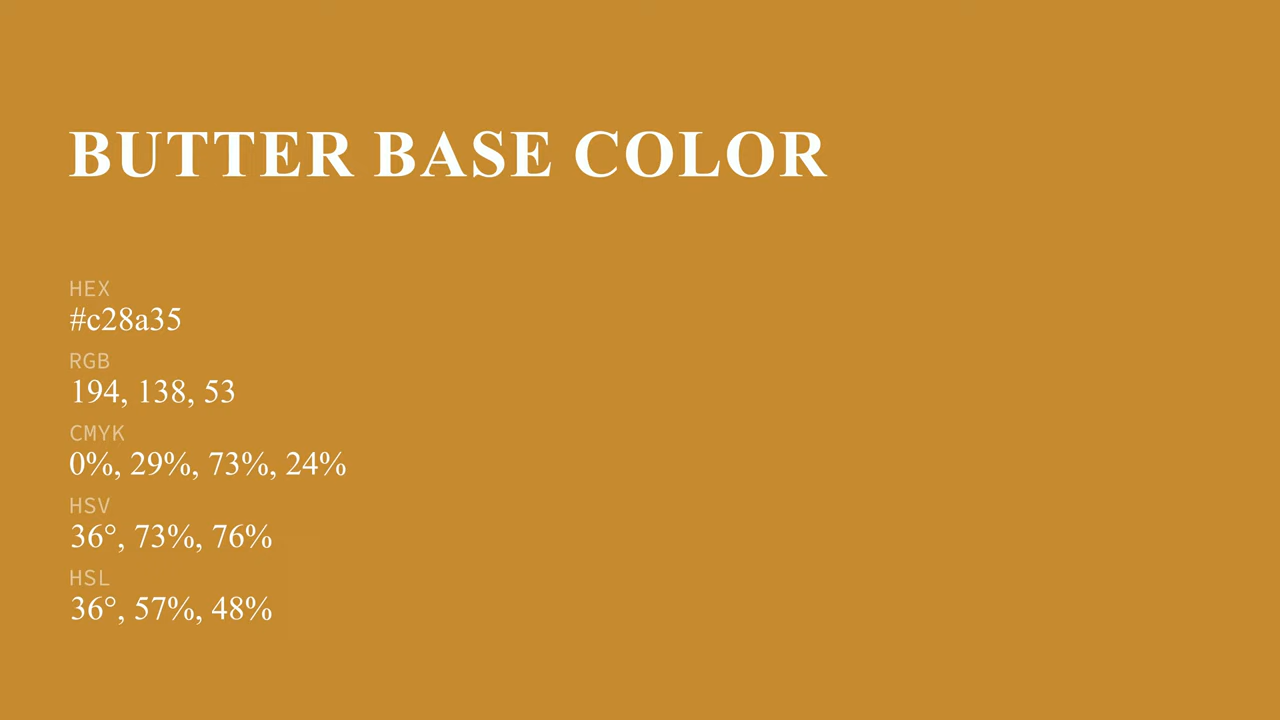 BUTTER BASE COLOR
HEX
#c28a35
RGB
194, 138, 53
CMYK
0%, 29%, 73%, 24%
HSV
36°, 73%, 76%
HSL
36°, 57%, 48%